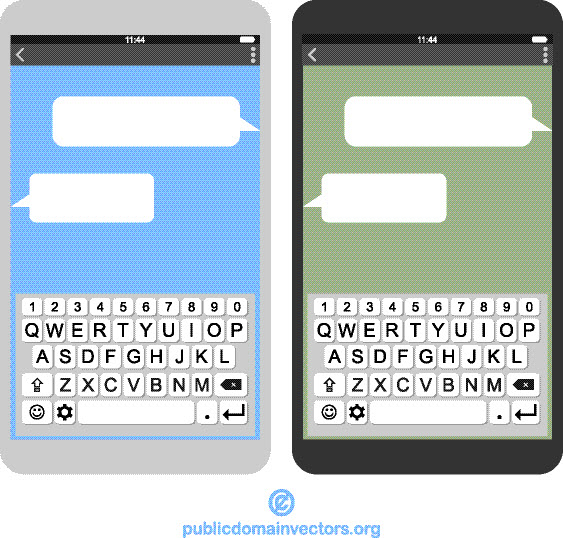 11:44
1 2 3 4 5 6 7 8 9 0
Q W E R T Y U I O P
A S D F G H J K L
Z X C V B N M
.
11:44
1 2 3 4 5 6 7 8 9 0
Q W E R T Y U I O P
A S D F G H J K L
Z X C V B N M
.
publicdomainvectors.org